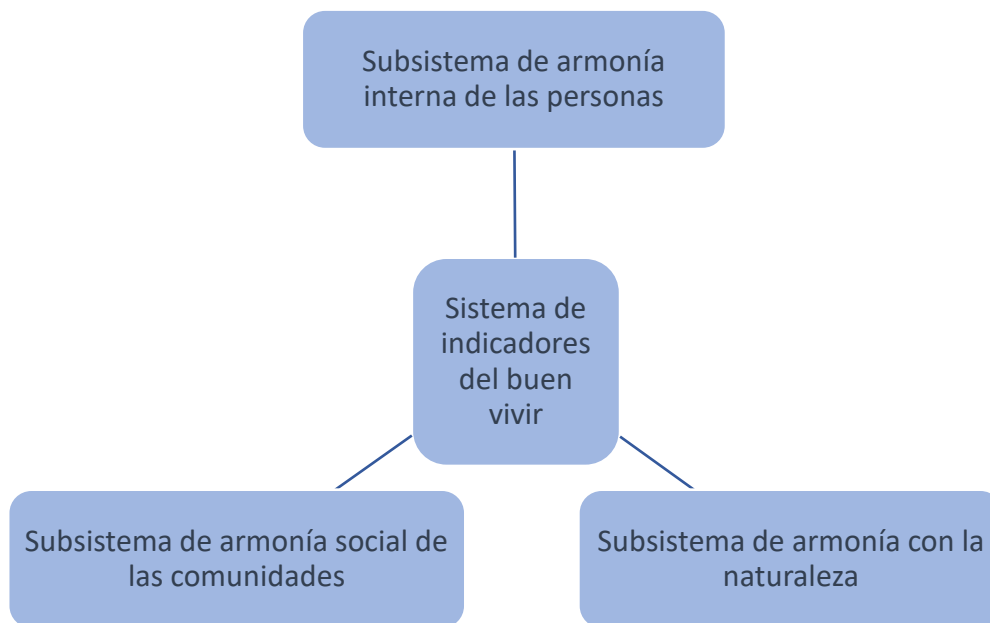 Subsistema de armonía
interna de las personas
Sistema de
indicadores
del buen
vivir
Subsistema de armonía social de
las comunidades
Subsistema de armonía con la
naturaleza